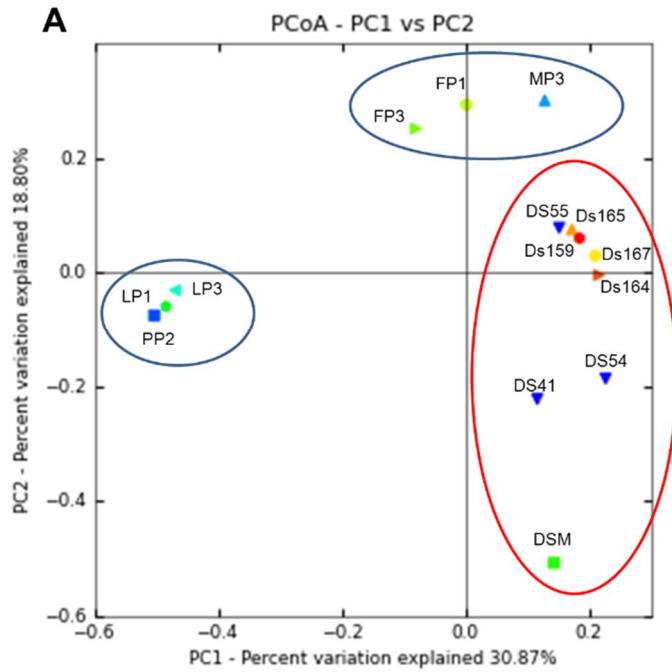 A
PCoA - PC1 vs PC2
PC2 - Percent variation explained 18.80%
0.2
0.0
−0.2
−0.4
−0.6
FP1
MP3
FP3
DS55
Ds165
Ds159
Ds167
Ds164
LP1
LP3
PP2
DS54
DS41
DSM
−0.6
−0.4
−0.2
0.0
0.2
PC1 - Percent variation explained 30.87%